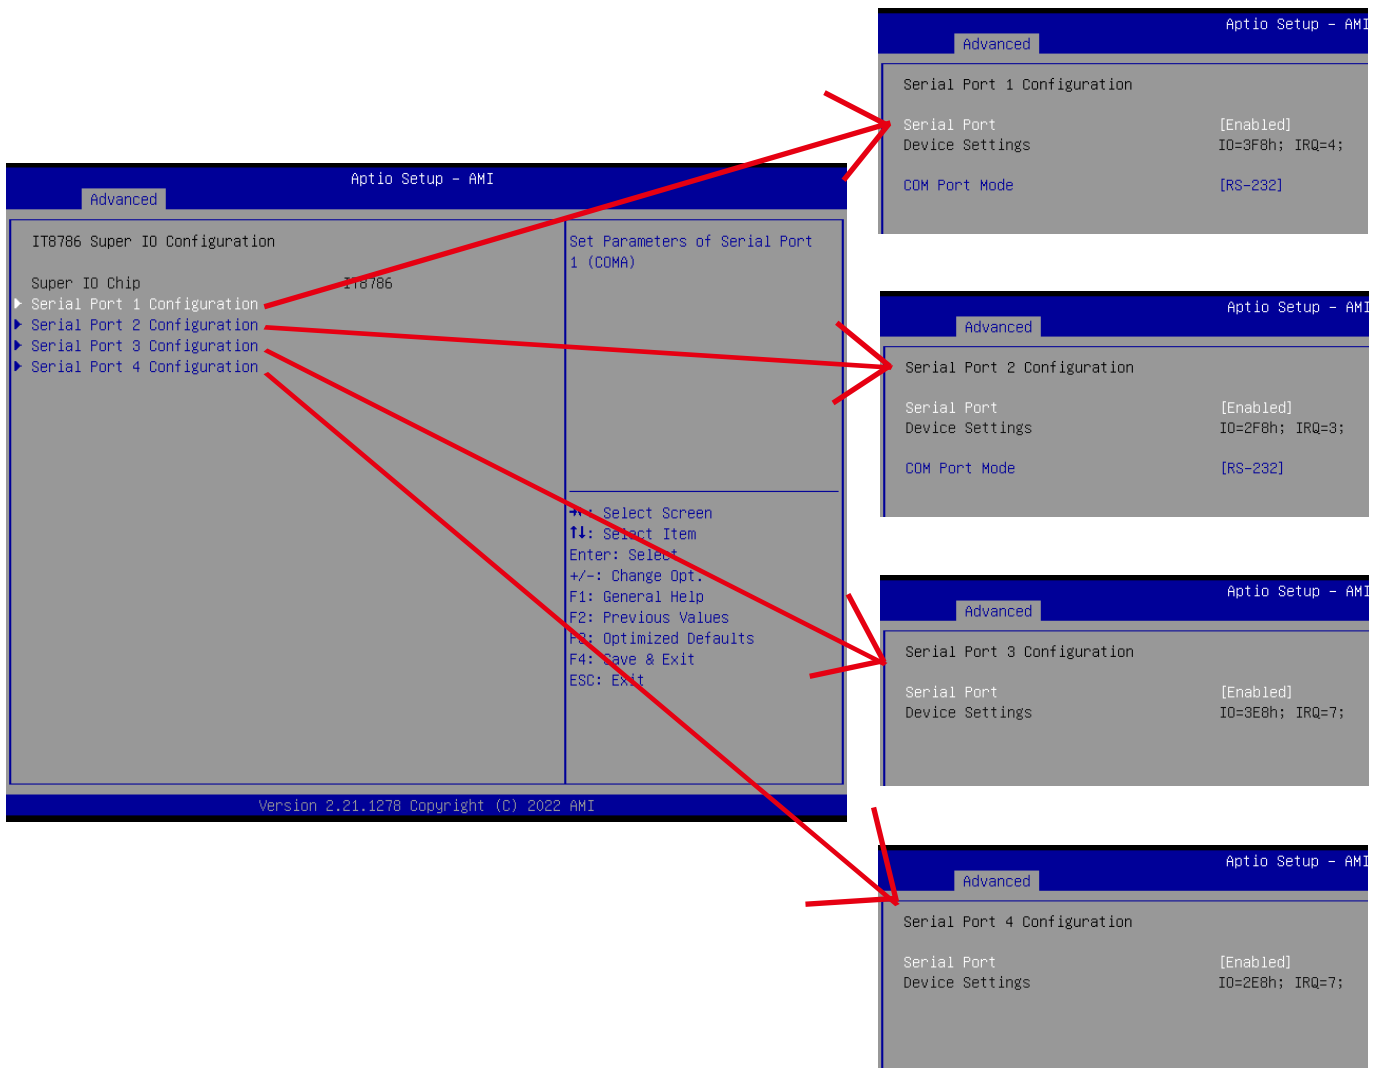 Aptio Setup – AMI
Advanced
IT8786 Super IO Configuration
Super IO Chip IT8786
Serial Port 1 Configuration
Serial Port 2 Configuration
Serial Port 3 Configuration
Serial Port 4 Configuration
Set Parameters of Serial Port
1 (COMA)
→←: Select Screen
↑↓: Select Item
Enter: Select
+/-: Change Opt.
F1: General Help
F2: Previous Values
F3: Optimized Defaults
F4: Save & Exit
ESC: Exit
Version 2.21.1278 Copyright (C) 2022 AMI
Aptio Setup – AMI
Advanced
Serial Port 1 Configuration
Serial Port [Enabled]
Device Settings IO=3F8h; IRQ=4;
COM Port Mode [RS-232]
Aptio Setup – AMI
Advanced
Serial Port 2 Configuration
Serial Port [Enabled]
Device Settings IO=2F8h; IRQ=3;
COM Port Mode [RS-232]
Aptio Setup – AMI
Advanced
Serial Port 3 Configuration
Serial Port [Enabled]
Device Settings IO=3E8h; IRQ=7;
Aptio Setup – AMI
Advanced
Serial Port 4 Configuration
Serial Port [Enabled]
Device Settings IO=2E8h; IRQ=7;